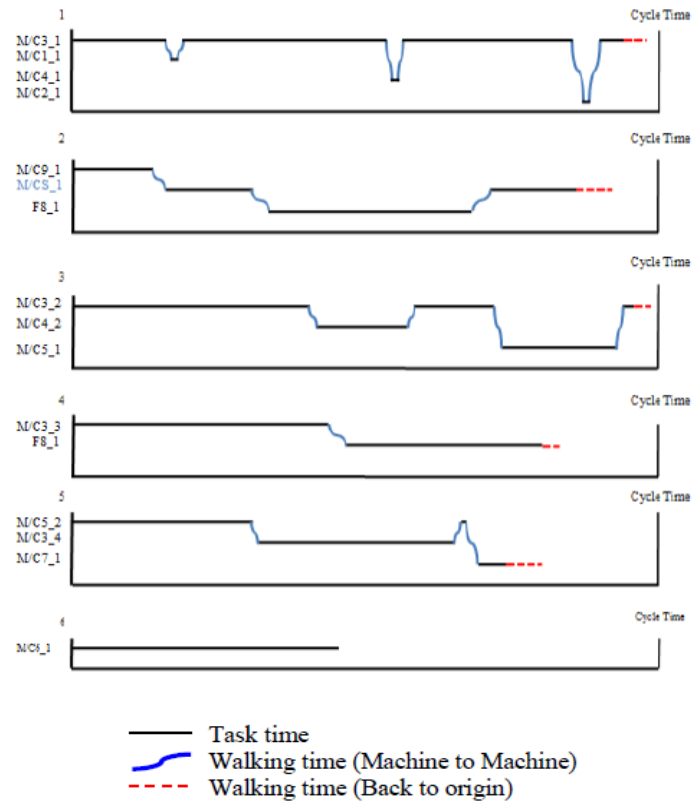 1
Cycle Time
M/C3_1
M/C1_1
M/C4_1
M/C2_1
2
Cycle Time
M/C9_1
M/CS_1
F8_1
3
Cycle Time
M/C3_2
M/C4_2
M/C5_1
4
Cycle Time
M/C3_3
F8_1
5
Cycle Time
M/C5_2
M/C3_4
M/C7_1
6
Cycle Time
M/C6_1
Task time
Walking time (Machine to Machine)
Walking time (Back to origin)